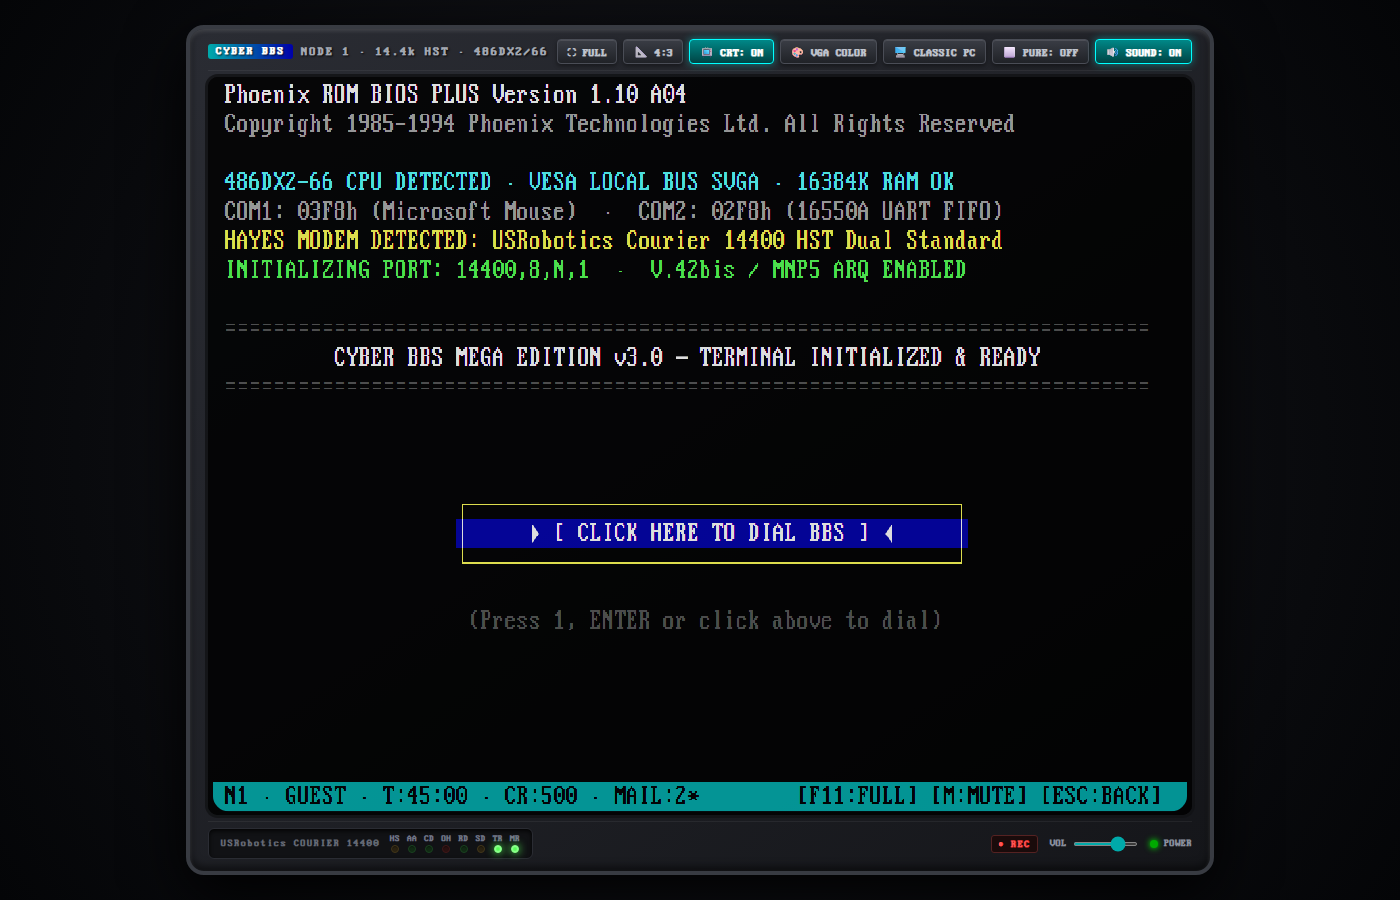 CYBER BBS NODE 1 · 14.4k HST · 486DX2/66 FULL 4:3 CRT: ON VGA COLOR CLASSIC PC PURE: OFF SOUND: ON
Phoenix ROM BIOS PLUS Version 1.10 A04
Copyright 1985-1994 Phoenix Technologies Ltd. All Rights Reserved
486DX2-66 CPU DETECTED · VESA LOCAL BUS SVGA · 16384K RAM OK
COM1: 03F8h (Microsoft Mouse) · COM2: 02F8h (16550A UART FIFO)
HAYES MODEM DETECTED: USRobotics Courier 14400 HST Dual Standard
INITIALIZING PORT: 14400,8,N,1 · V.42bis / MNP5 ARQ ENABLED
============================================================================
CYBER BBS MEGA EDITION v3.0 — TERMINAL INITIALIZED & READY
============================================================================
► [ CLICK HERE TO DIAL BBS ] ◄
(Press 1, ENTER or click above to dial)
N1 · GUEST · T:45:00 · CR:500 · MAIL:2* [F11:FULL] [M:MUTE] [ESC:BACK]
USRobotics COURIER 14400 HS AA CD OH RD SD TR MR ● REC VOL POWER